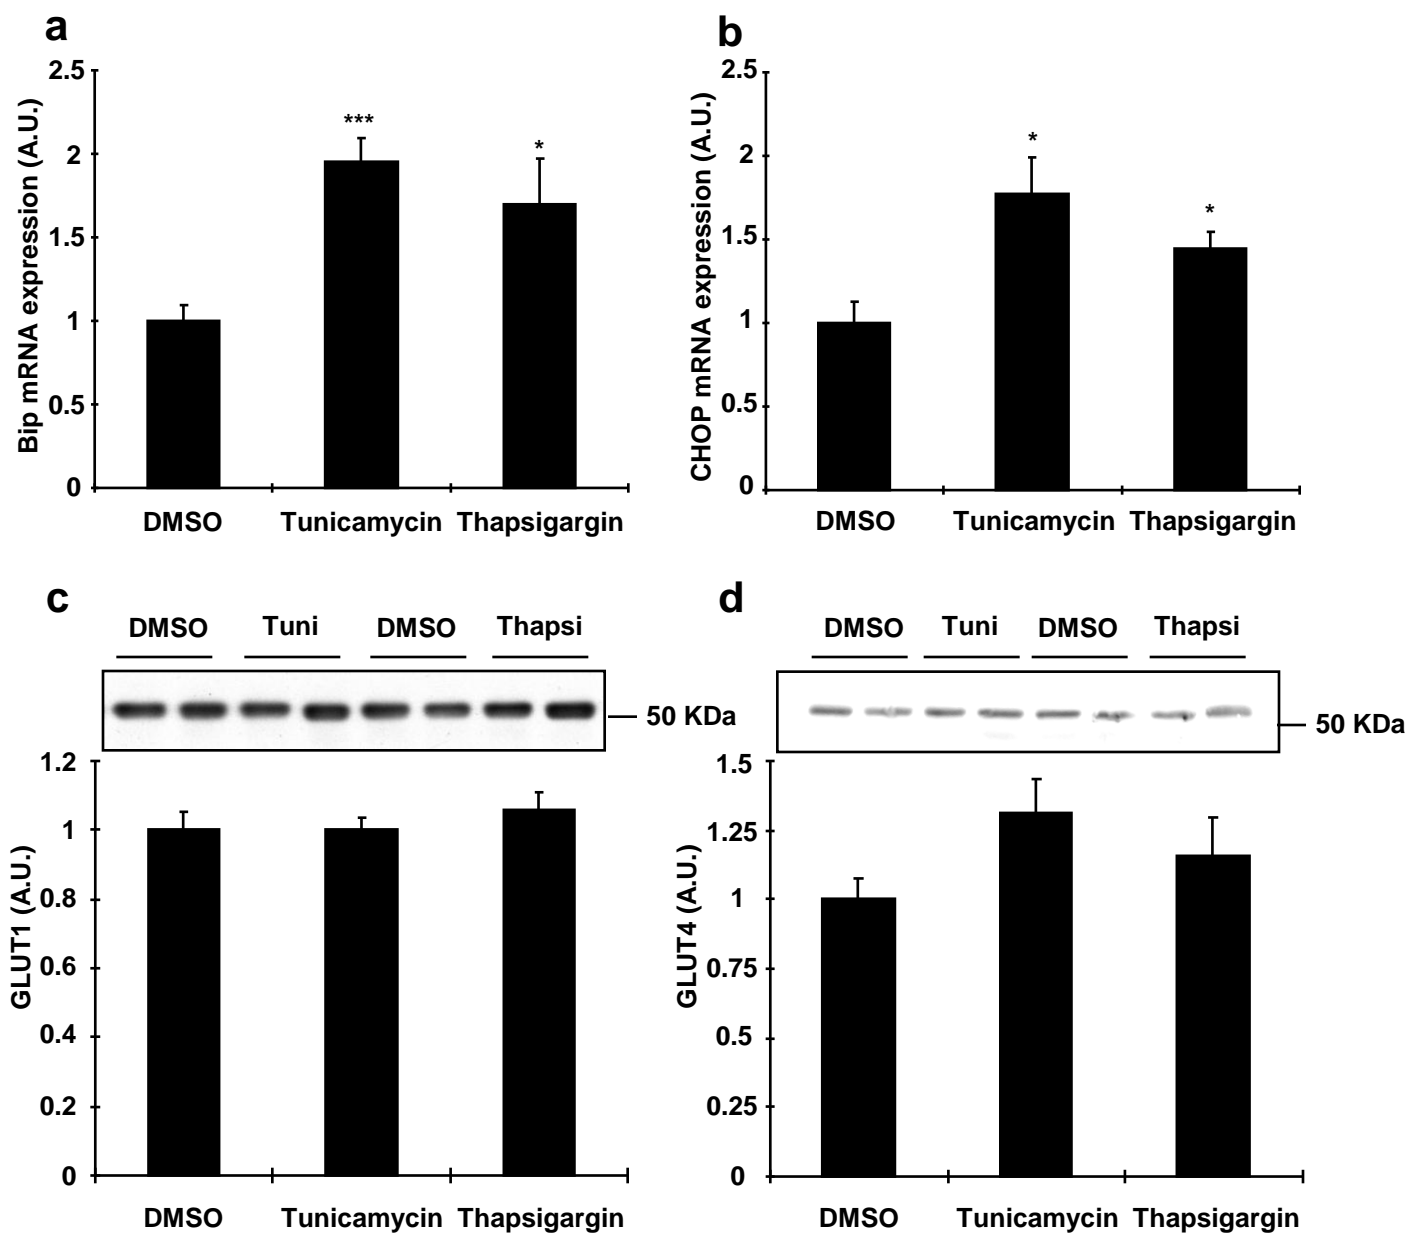 a
Bip mRNA expression (A.U.)
2.5
2
1.5
1
0.5
0
***
*
DMSO Tunicamycin Thapsigargin
b
CHOP mRNA expression (A.U.)
2.5
2
1.5
1
0.5
0
*
*
DMSO Tunicamycin Thapsigargin
c
DMSO Tuni DMSO Thapsi
50 KDa
GLUT1 (A.U.)
1.2
1
0.8
0.6
0.4
0.2
0
DMSO Tunicamycin Thapsigargin
d
DMSO Tuni DMSO Thapsi
50 KDa
GLUT4 (A.U.)
1.5
1.25
1
0.75
0.5
0.25
0
DMSO Tunicamycin Thapsigargin